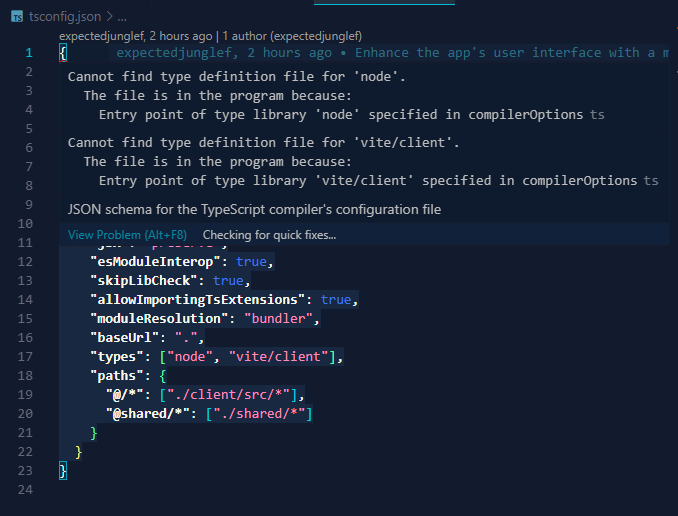 TS tsconfig.json > ...
expectedjunglef, 2 hours ago | 1 author (expectedjunglef)
1 { expectedjunglef, 2 hours ago • Enhance the app's user interface with a m
2
Cannot find type definition file for 'node'.
3 The file is in the program because:
4 Entry point of type library 'node' specified in compilerOptions ts
5
6 Cannot find type definition file for 'vite/client'.
7 The file is in the program because:
8 Entry point of type library 'vite/client' specified in compilerOptions ts
9 JSON schema for the TypeScript compiler's configuration file
10
View Problem (Alt+F8) Checking for quick fixes...
11
12 "esModuleInterop": true,
13 "skipLibCheck": true,
14 "allowImportingTsExtensions": true,
15 "moduleResolution": "bundler",
16 "baseUrl": ".",
17 "types": ["node", "vite/client"],
18 "paths": {
19 "@/*": ["./client/src/*"],
20 "@shared/*": ["./shared/*"]
21 }
22 }
23 }
24